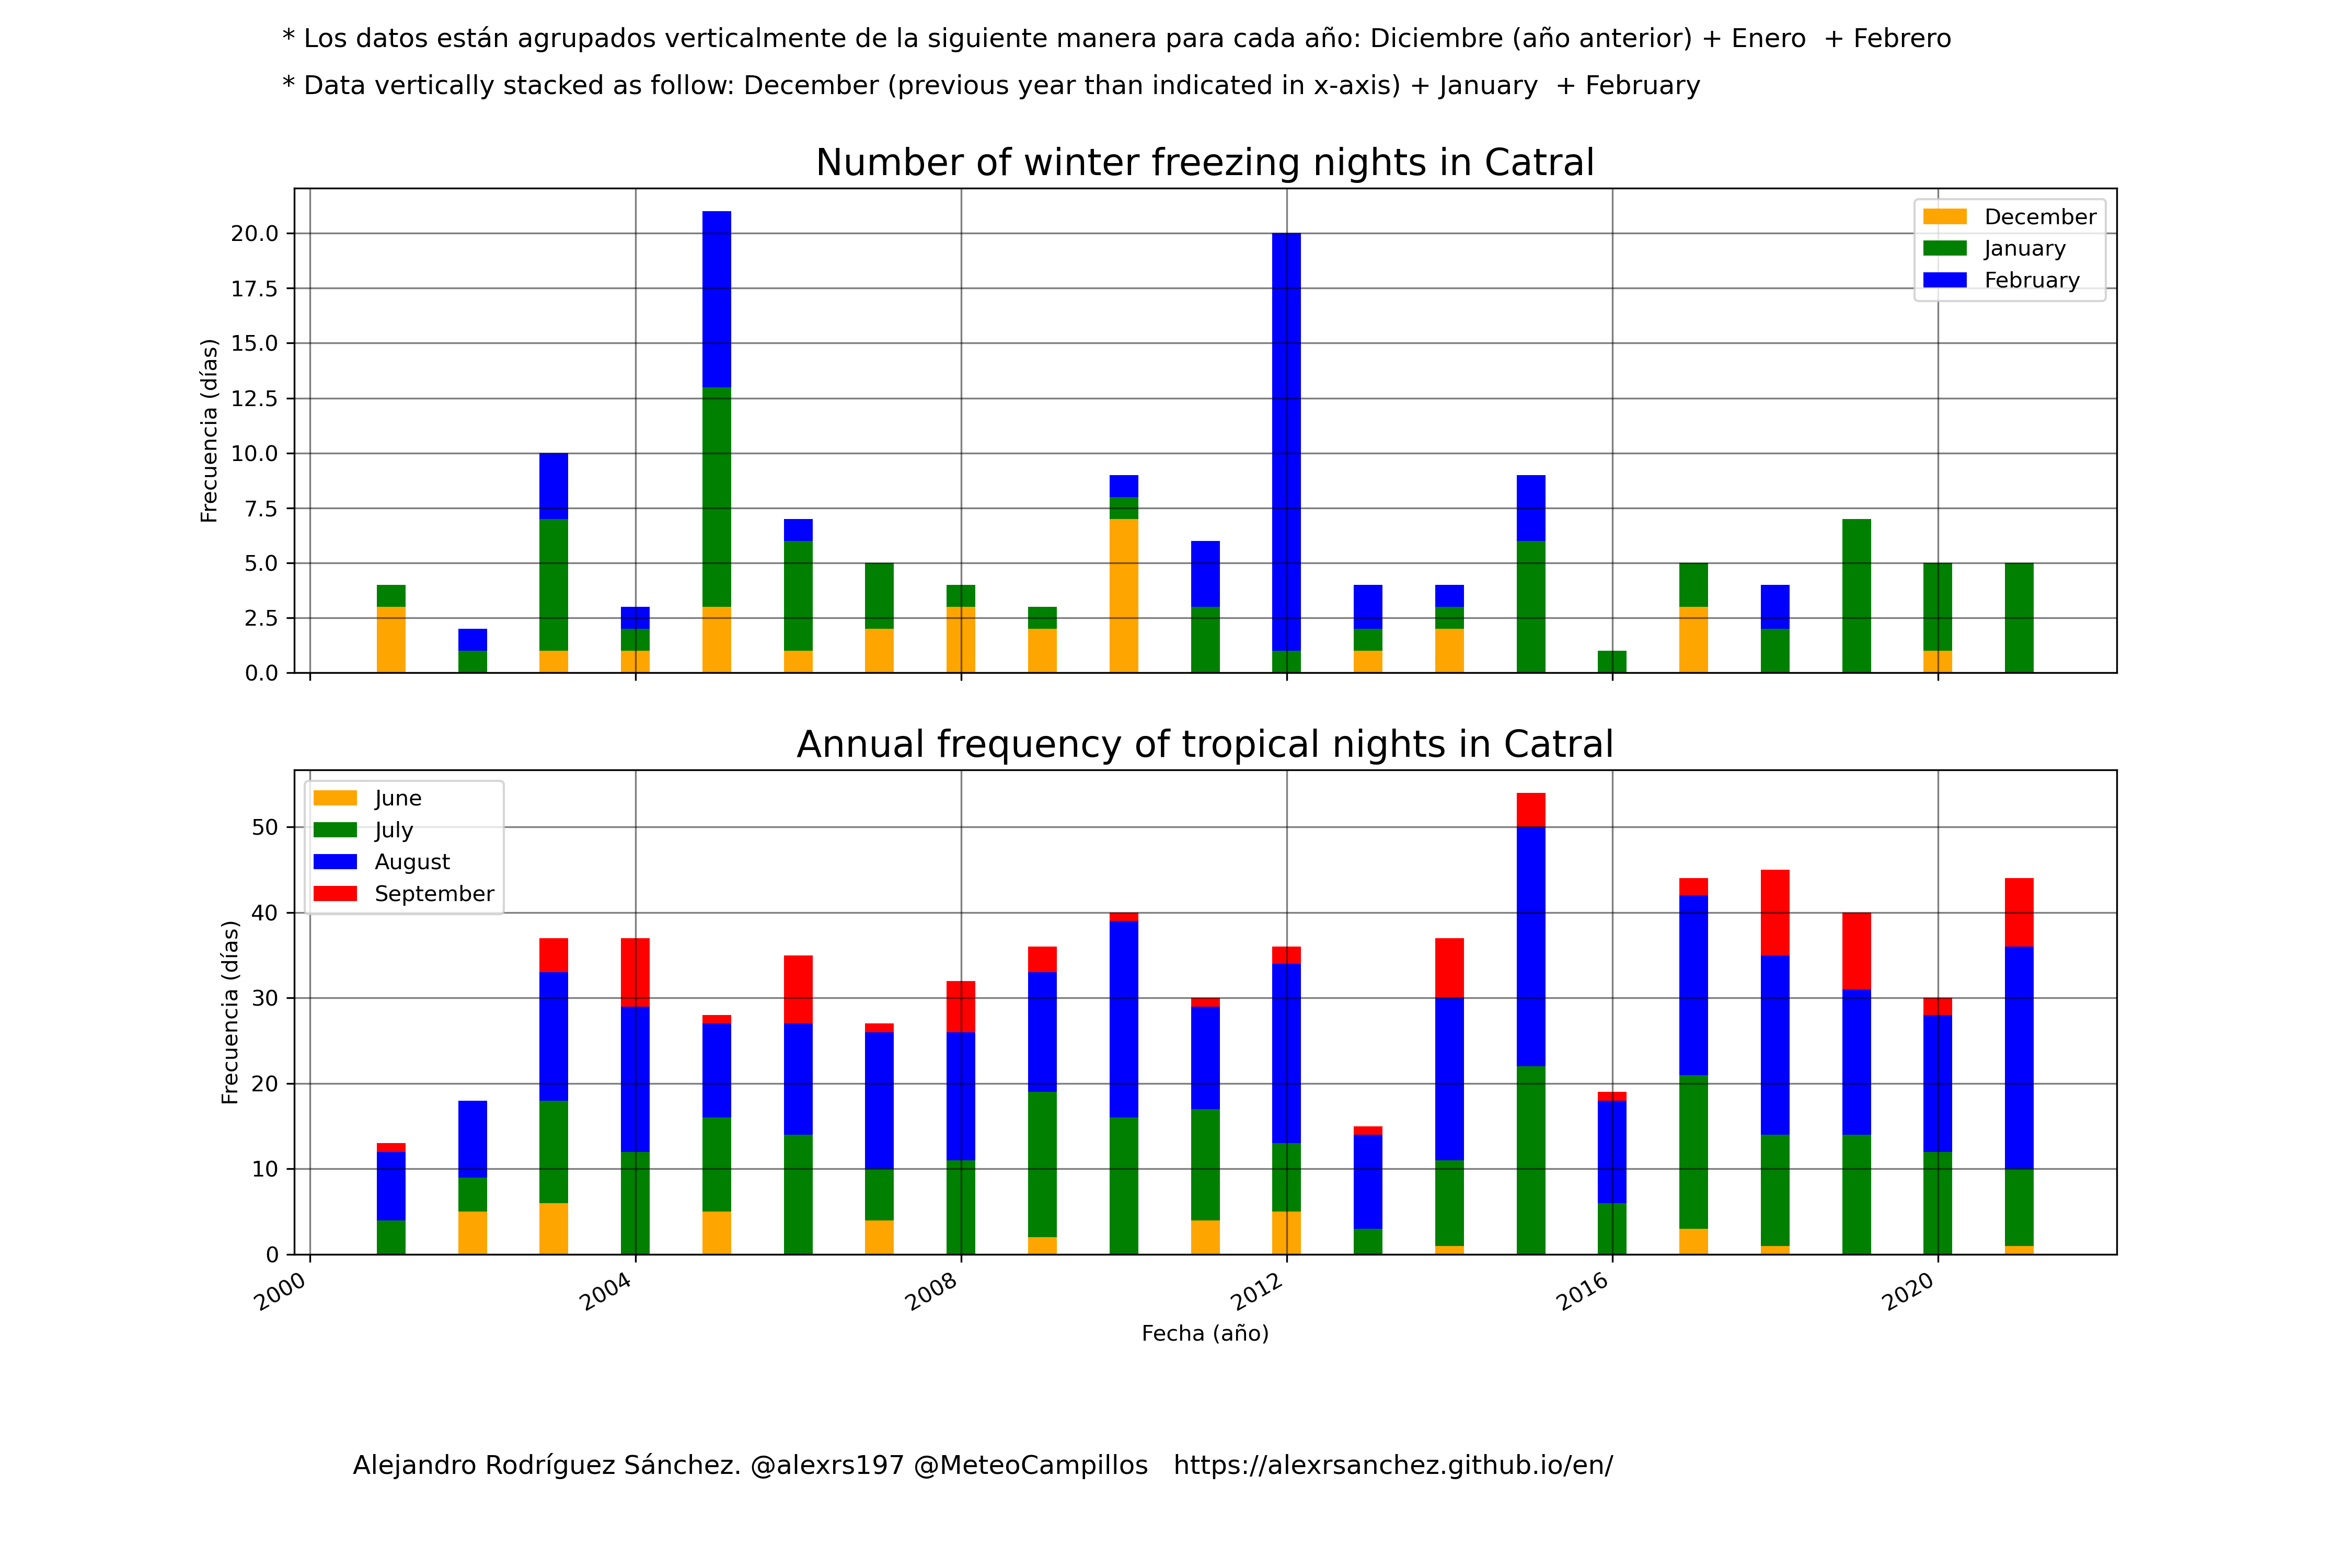 * Los datos están agrupados verticalmente de la siguiente manera para cada año: Diciembre (año anterior) + Enero  + Febrero
* Data vertically stacked as follow: December (previous year than indicated in x-axis) + January  + February
Number of winter freezing nights in Catral
Frecuencia (días)
20.0
17.5
15.0
12.5
10.0
7.5
5.0
2.5
0.0
December
January
February
Annual frequency of tropical nights in Catral
Frecuencia (días)
50
40
30
20
10
0
June
July
August
September
2000
2004
2008
2012
2016
2020
Fecha (año)
Alejandro Rodríguez Sánchez. @alexrs197 @MeteoCampillos   https://alexrsanchez.github.io/en/